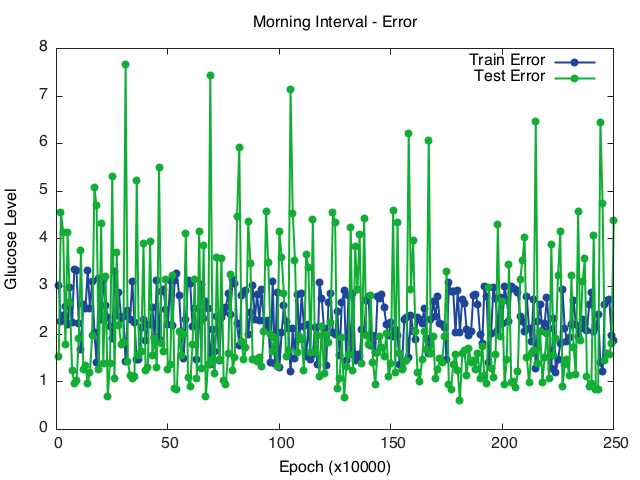 Morning Interval - Error
8
7
6
5
4
3
2
1
0
Glucose Level
Train Error
Test Error
0 50 100 150 200 250
Epoch (x10000)